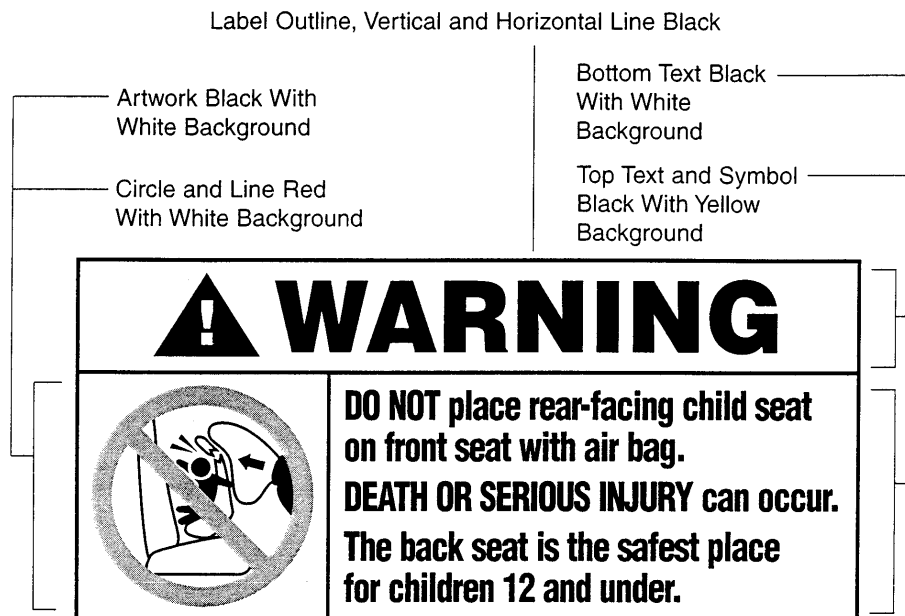 Label Outline, Vertical and Horizontal Line Black
Artwork Black With
White Background
Circle and Line Red
With White Background
Bottom Text Black
With White
Background
Top Text and Symbol
Black With Yellow
Background
! WARNING
DO NOT place rear-facing child seat
on front seat with air bag.
DEATH OR SERIOUS INJURY can occur.
The back seat is the safest place
for children 12 and under.